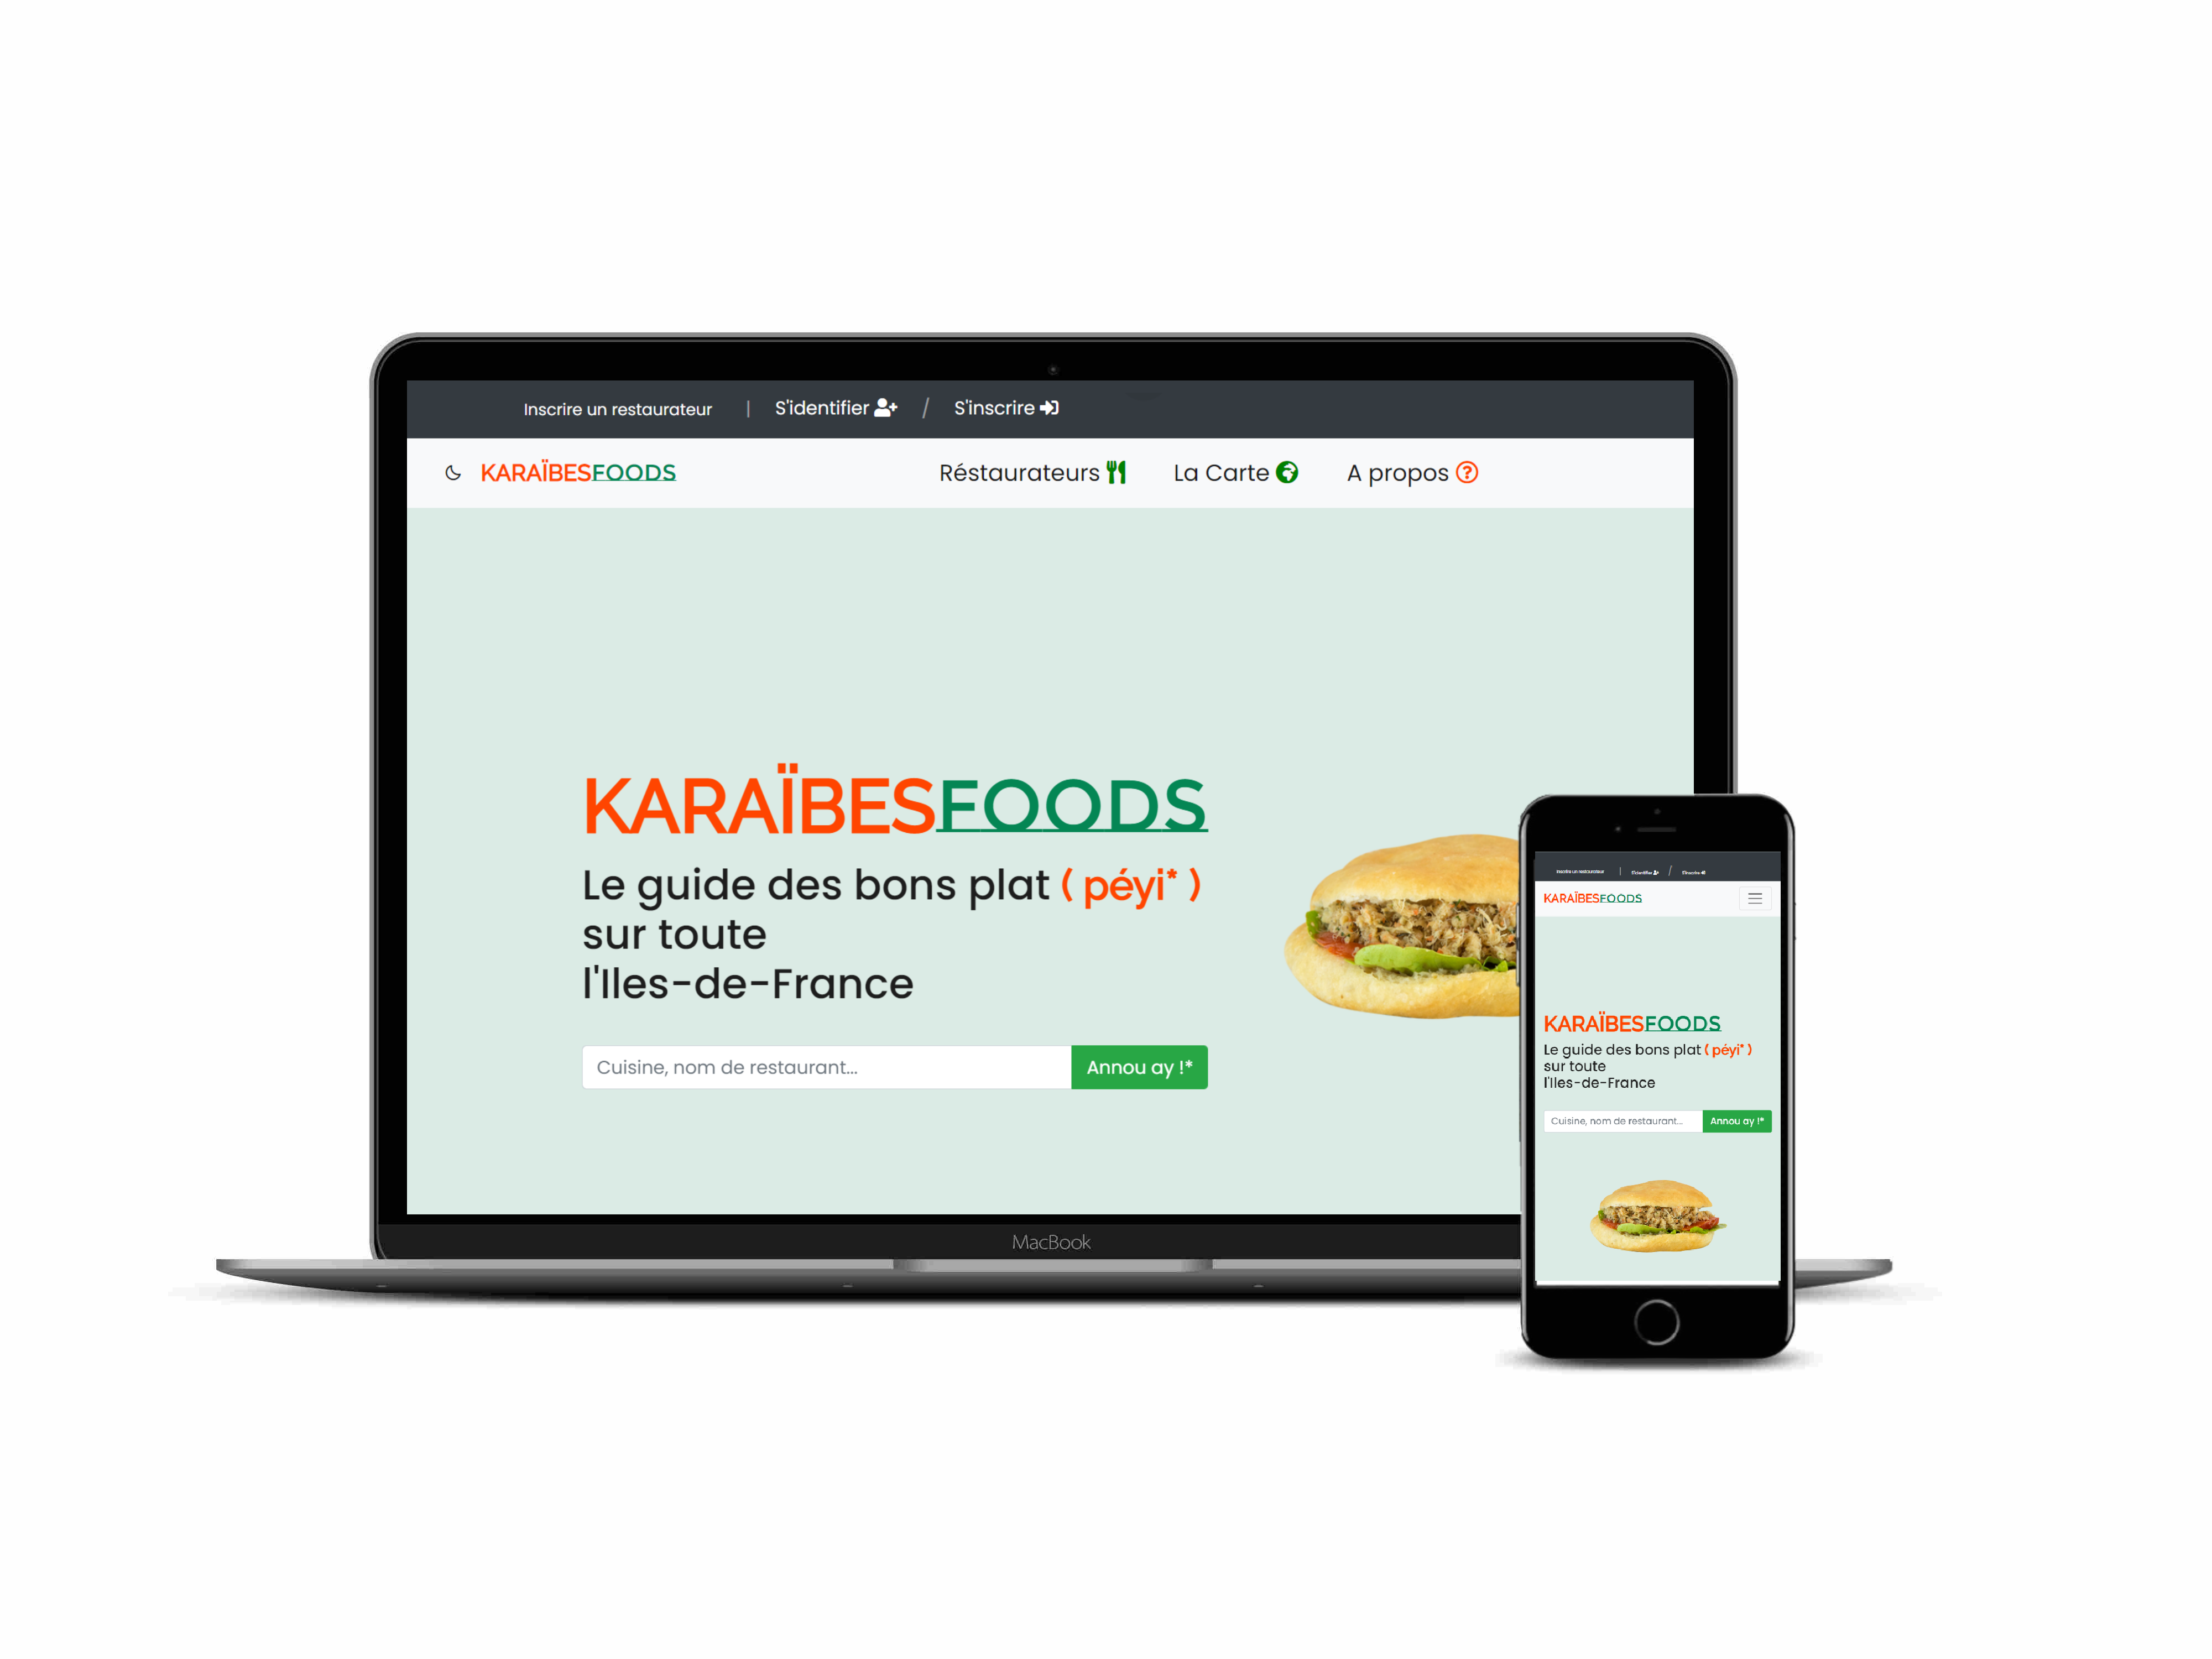 Inscrire un restaurateur | S'identifier / S'inscrire
KARAÏBESFOODS Réstaurateurs La Carte A propos
KARAÏBESFOODS
Le guide des bons plat ( péyi* )
sur toute
l'Iles-de-France
Cuisine, nom de restaurant... Annou ay !*
MacBook
Inscrire un restaurateur | S'identifier / S'inscrire
KARAÏBESFOODS
KARAÏBESFOODS
Le guide des bons plat ( péyi* )
sur toute
l'Iles-de-France
Cuisine, nom de restaurant... Annou ay !*